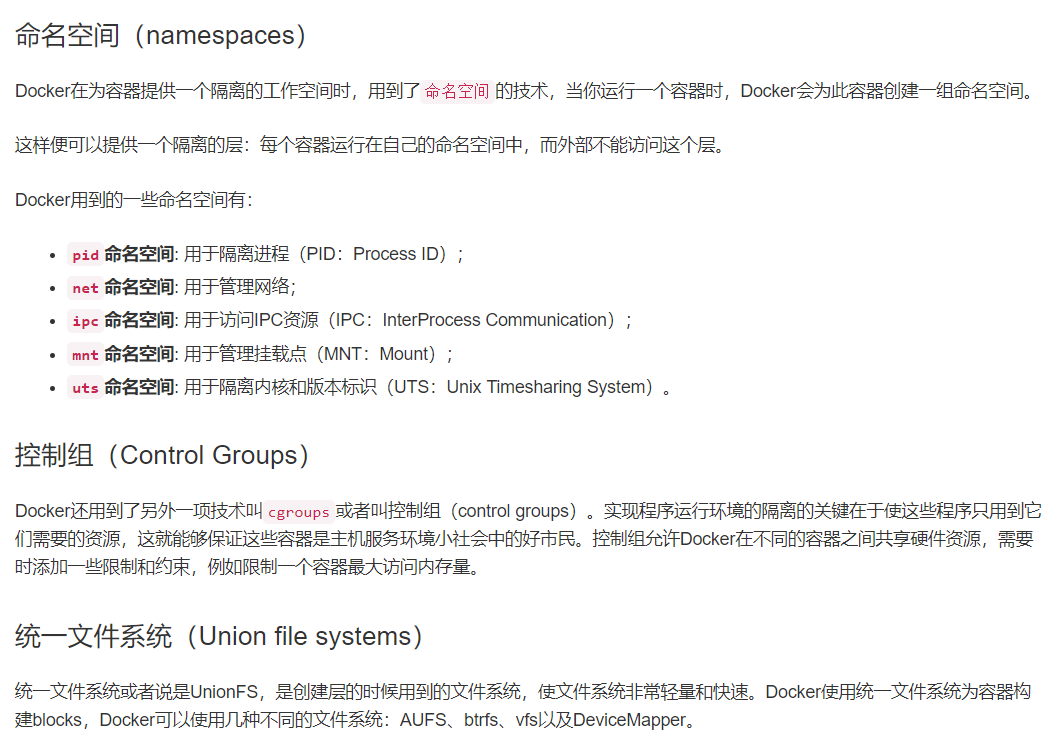 命名空间（namespaces）
Docker在为容器提供一个隔离的工作空间时，用到了 命名空间 的技术，当你运行一个容器时，Docker会为此容器创建一组命名空间。
这样便可以提供一个隔离的层：每个容器运行在自己的命名空间中，而外部不能访问这个层。
Docker用到的一些命名空间有：
• pid 命名空间: 用于隔离进程（PID：Process ID）；
• net 命名空间: 用于管理网络；
• ipc 命名空间: 用于访问IPC资源（IPC：InterProcess Communication）；
• mnt 命名空间: 用于管理挂载点（MNT：Mount）；
• uts 命名空间: 用于隔离内核和版本标识（UTS：Unix Timesharing System）。
控制组（Control Groups）
Docker还用到了另外一项技术叫 cgroups 或者叫控制组（control groups）。实现程序运行环境的隔离的关键在于使这些程序只用到它
们需要的资源，这就能够保证这些容器是主机服务环境小社会中的好市民。控制组允许Docker在不同的容器之间共享硬件资源，需要
时添加一些限制和约束，例如限制一个容器最大访问内存量。
统一文件系统（Union file systems）
统一文件系统或者说是UnionFS，是创建层的时候用到的文件系统，使文件系统非常轻量和快速。Docker使用统一文件系统为容器构
建blocks，Docker可以使用几种不同的文件系统：AUFS、btrfs、vfs以及DeviceMapper。